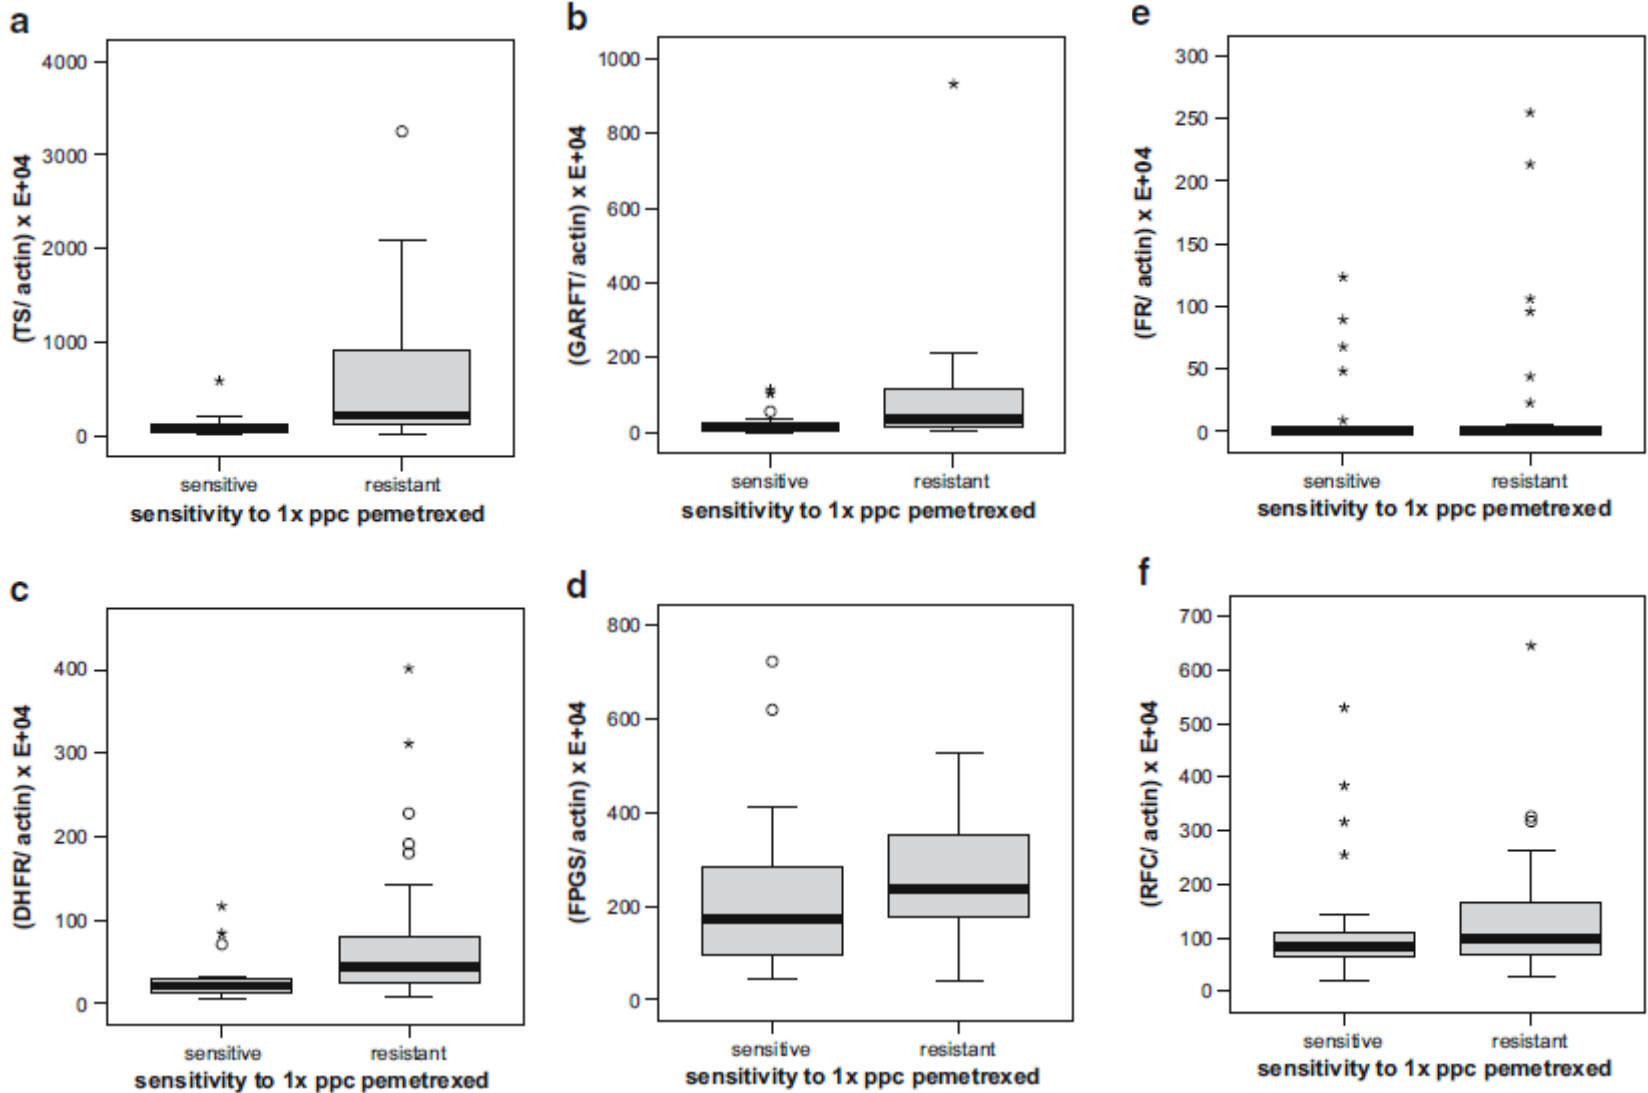 a
(TS/ actin) x E+04
4000
3000
2000
1000
0
sensitive resistant
sensitivity to 1x ppc pemetrexed
b
(GARFT/ actin) x E+04
1000
800
600
400
200
0
sensitive resistant
sensitivity to 1x ppc pemetrexed
e
(FR/ actin) x E+04
300
250
200
150
100
50
0
sensitive resistant
sensitivity to 1x ppc pemetrexed
c
(DHFR/ actin) x E+04
400
300
200
100
0
sensitive resistant
sensitivity to 1x ppc pemetrexed
d
(FPGS/ actin) x E+04
800
600
400
200
0
sensitive resistant
sensitivity to 1x ppc pemetrexed
f
(RFC/ actin) x E+04
700
600
500
400
300
200
100
0
sensitive resistant
sensitivity to 1x ppc pemetrexed